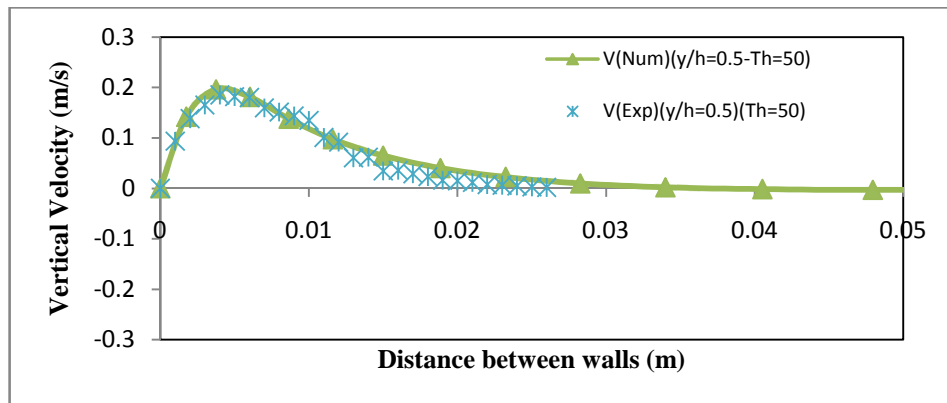 0.3
0.2
0.1
0
-0.1
-0.2
-0.3
Vertical Velocity (m/s)
V(Num)(y/h=0.5-Th=50)
V(Exp)(y/h=0.5)(Th=50)
0 0.01 0.02 0.03 0.04 0.05
Distance between walls (m)